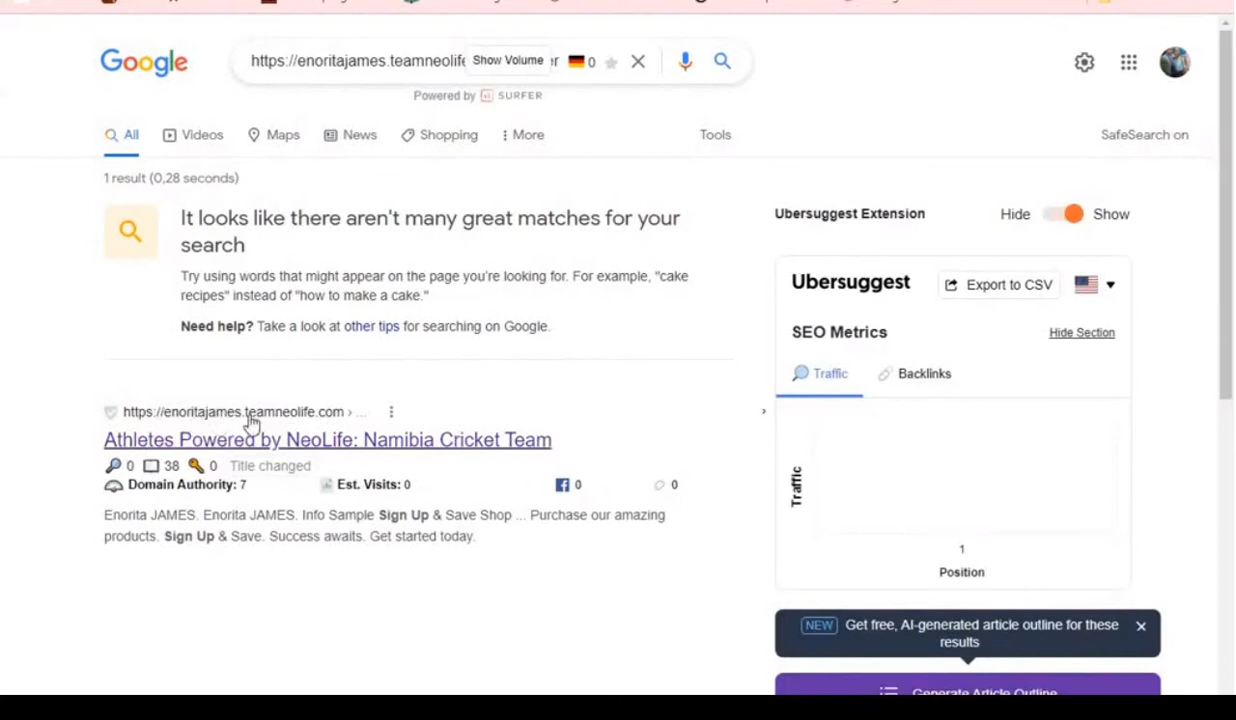 Google
https://enoritajames.teamneolife
Show Volume
er
0
Powered by SURFER
All
Videos
Maps
News
Shopping
More
Tools
SafeSearch on
1 result (0,28 seconds)
It looks like there aren't many great matches for your
search
Try using words that might appear on the page you're looking for. For example, "cake
recipes" instead of "how to make a cake."
Need help? Take a look at other tips for searching on Google.
https://enoritajames.teamneolife.com › ...
Athletes Powered by NeoLife: Namibia Cricket Team
0 38 0 Title changed
Domain Authority: 7 Est. Visits: 0 0 0
Enorita JAMES. Enorita JAMES. Info Sample Sign Up & Save Shop ... Purchase our amazing
products. Sign Up & Save. Success awaits. Get started today.
Ubersuggest Extension
Hide
Show
Ubersuggest
Export to CSV
SEO Metrics
Hide Section
Traffic
Backlinks
Traffic
1
Position
NEW Get free, AI-generated article outline for these
results
Generate Article Outline